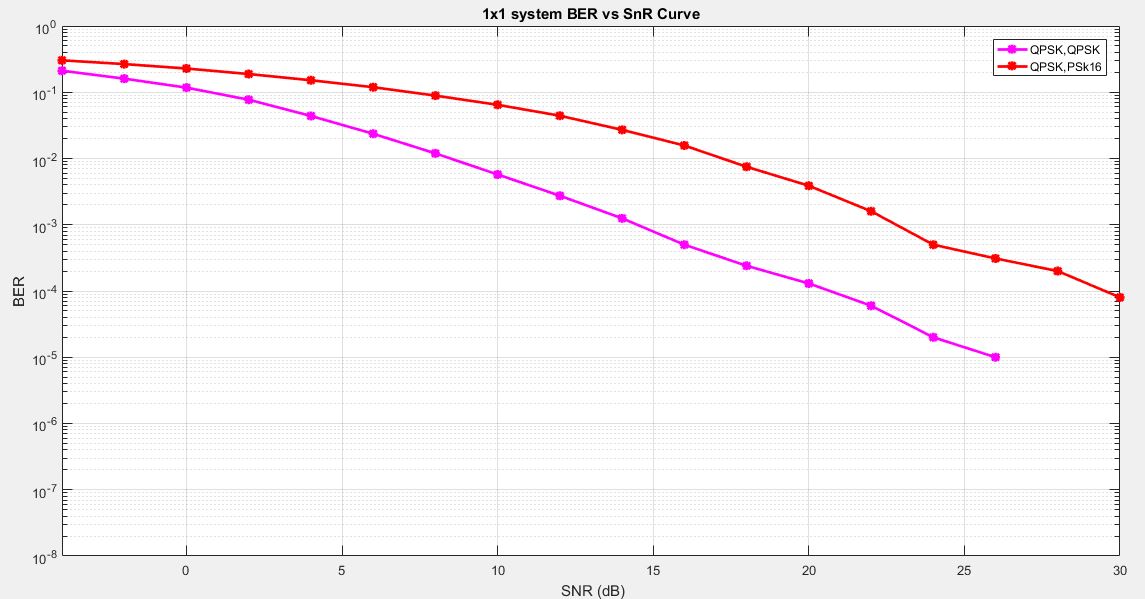 1x1 system BER vs SnR Curve
QPSK,QPSK
QPSK,PSk16
BER
10^0
10^-1
10^-2
10^-3
10^-4
10^-5
10^-6
10^-7
10^-8
0 5 10 15 20 25 30
SNR (dB)